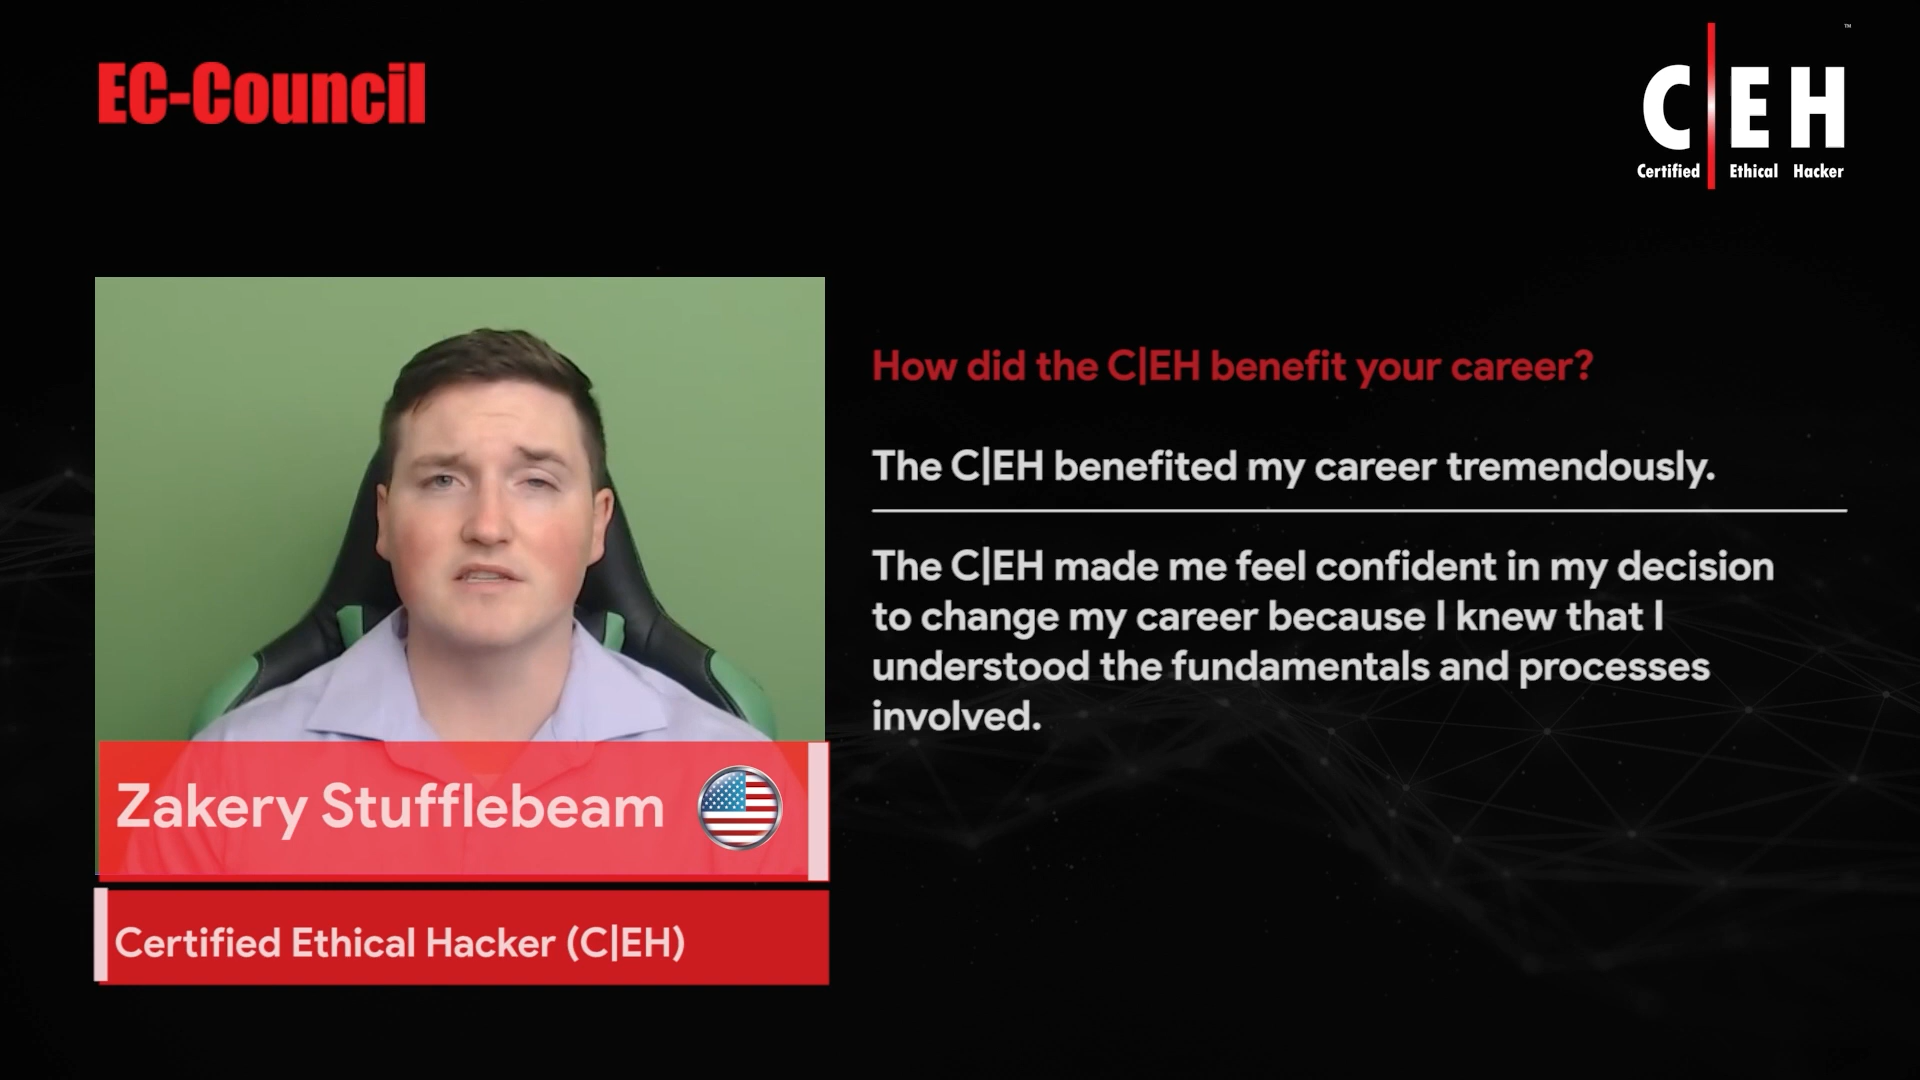 EC-Council
™
C|EH
Certified Ethical Hacker
How did the C|EH benefit your career?
The C|EH benefited my career tremendously.
The C|EH made me feel confident in my decision
to change my career because I knew that I
understood the fundamentals and processes
involved.
Zakery Stufflebeam
Certified Ethical Hacker (C|EH)